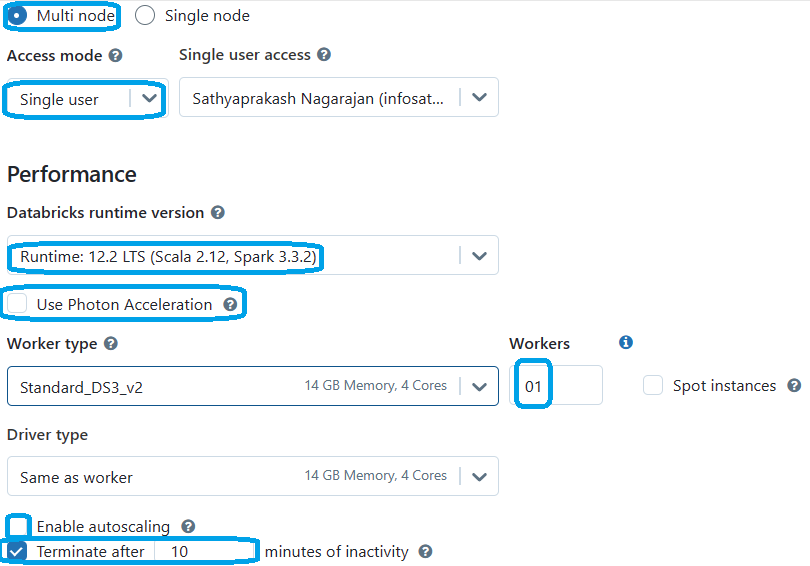 Multi node Single node
Access mode Single user access
Single user Sathyaprakash Nagarajan (infosat...
Performance
Databricks runtime version
Runtime: 12.2 LTS (Scala 2.12, Spark 3.3.2)
Use Photon Acceleration
Worker type Workers
Standard_DS3_v2 14 GB Memory, 4 Cores 01 Spot instances
Driver type
Same as worker 14 GB Memory, 4 Cores
Enable autoscaling
Terminate after 10 minutes of inactivity